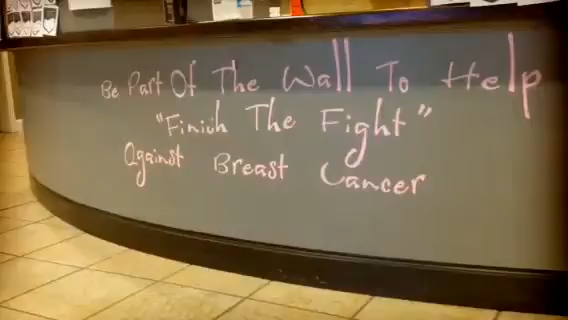 Be Part Of The Wall To Help
"Finish The Fight"
Against Breast Cancer